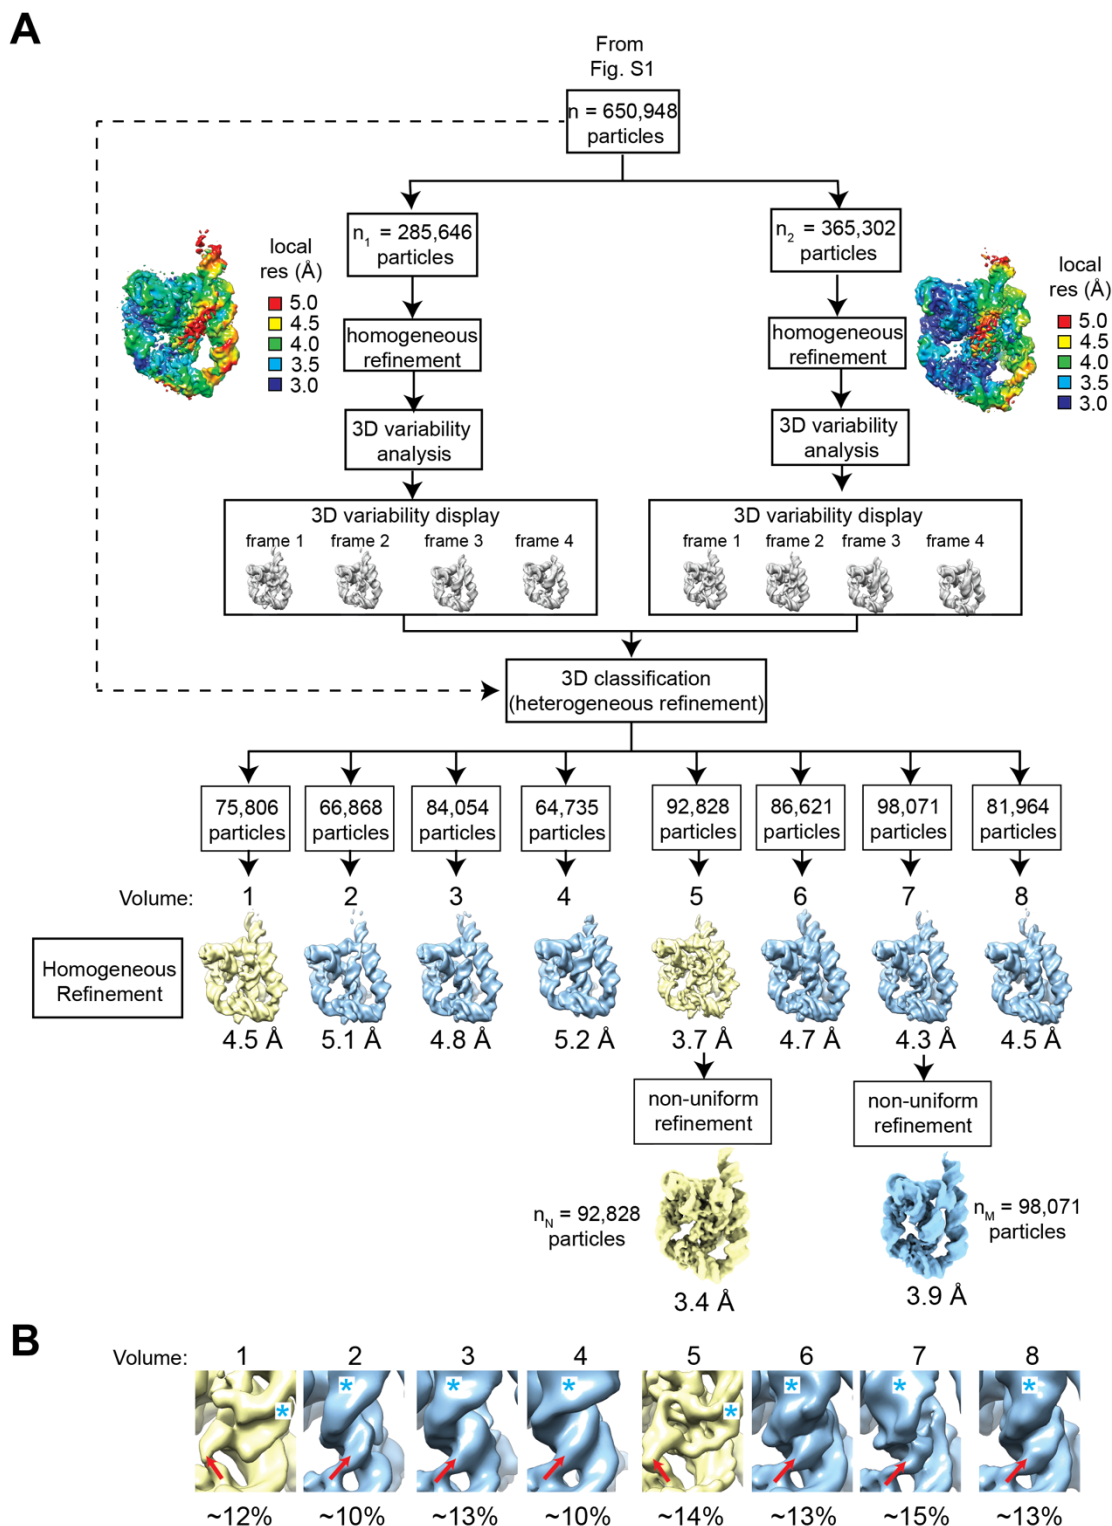 A
From
Fig. S1
n = 650,948
particles
n1 = 285,646
particles
n2 = 365,302
particles
local
res (Å)
5.0
4.5
4.0
3.5
3.0
local
res (Å)
5.0
4.5
4.0
3.5
3.0
homogeneous
refinement
homogeneous
refinement
3D variability
analysis
3D variability
analysis
3D variability display
frame 1 frame 2 frame 3 frame 4
3D variability display
frame 1 frame 2 frame 3 frame 4
3D classification
(heterogeneous refinement)
75,806
particles
66,868
particles
84,054
particles
64,735
particles
92,828
particles
86,621
particles
98,071
particles
81,964
particles
Volume: 1 2 3 4 5 6 7 8
Homogeneous
Refinement
4.5 Å 5.1 Å 4.8 Å 5.2 Å 3.7 Å 4.7 Å 4.3 Å 4.5 Å
non-uniform
refinement
non-uniform
refinement
nN = 92,828
particles
nM = 98,071
particles
3.4 Å
3.9 Å
B
Volume: 1 2 3 4 5 6 7 8
* * * * * * * *
~12% ~10% ~13% ~10% ~14% ~13% ~15% ~13%